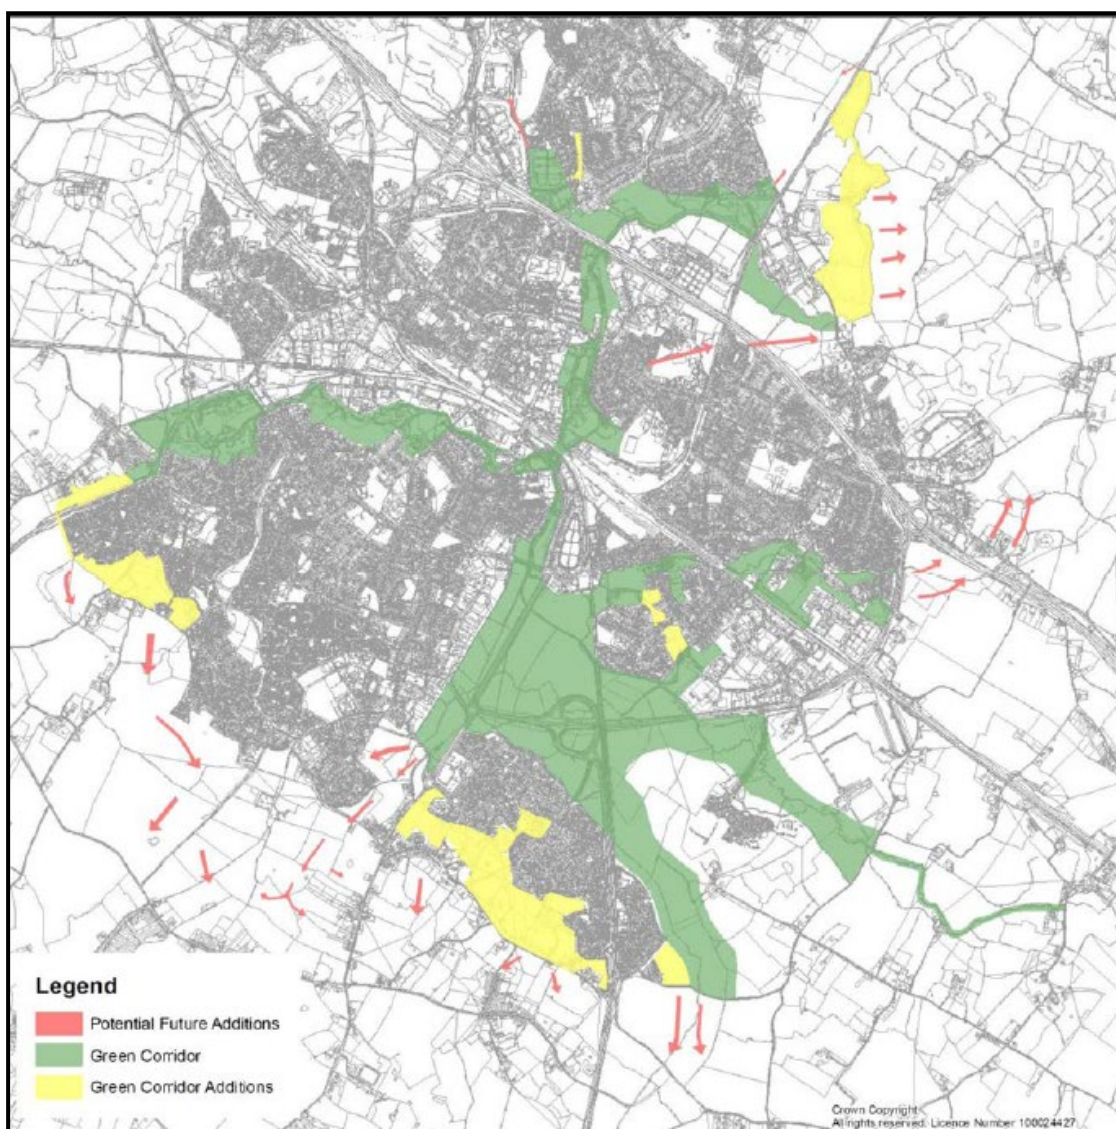 Legend
Potential Future Additions
Green Corridor
Green Corridor Additions
Crown Copyright
All rights reserved. Licence Number 100024427